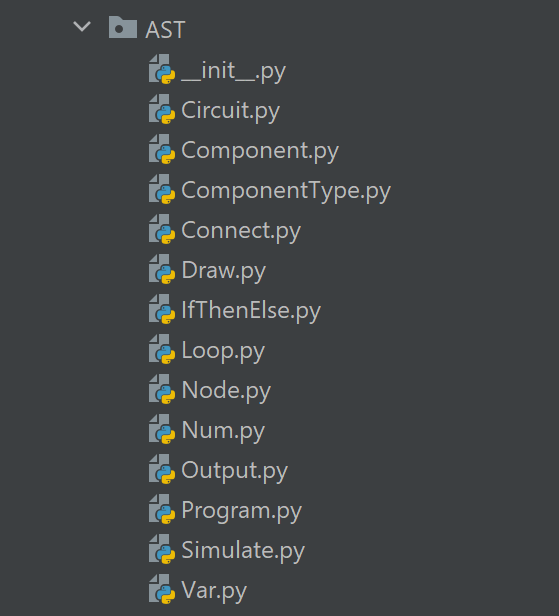 AST
__init__.py
Circuit.py
Component.py
ComponentType.py
Connect.py
Draw.py
IfThenElse.py
Loop.py
Node.py
Num.py
Output.py
Program.py
Simulate.py
Var.py